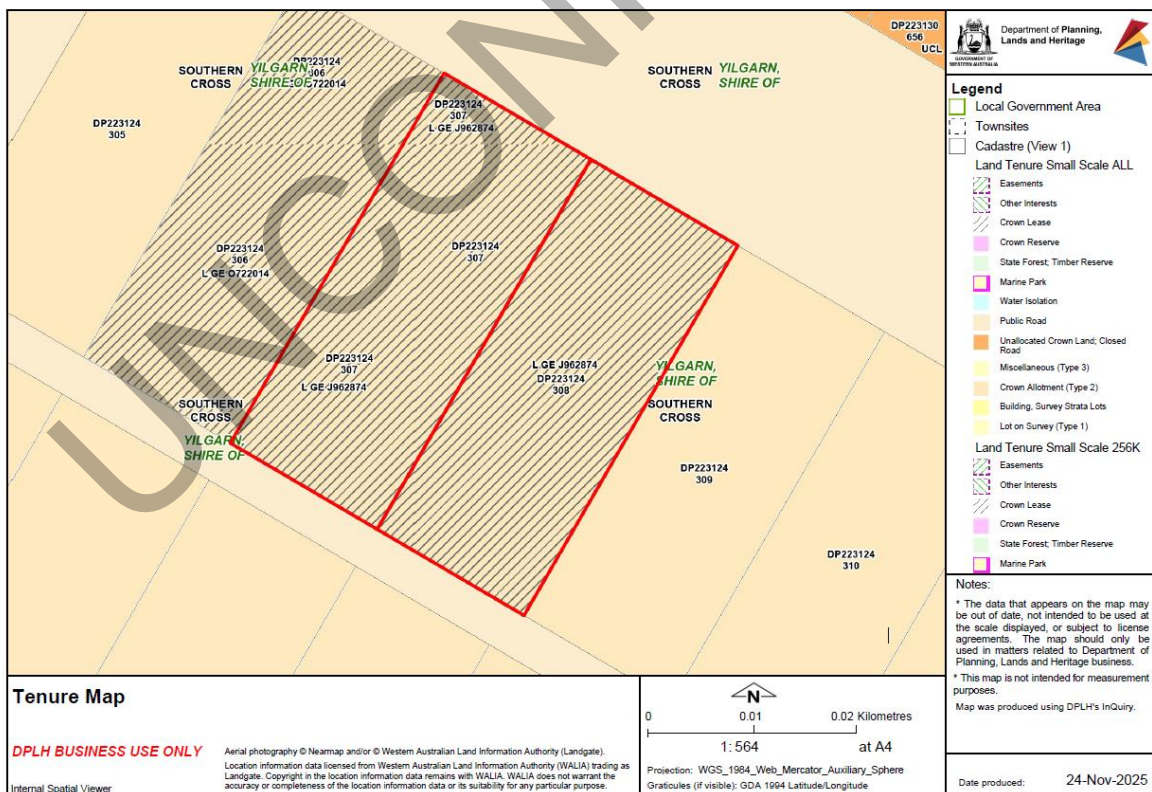 DP223130
656
UCL
SOUTHERN
CROSS
YILGARN,
SHIRE OF
DP223124
306
L GE O722014
SOUTHERN
CROSS
YILGARN,
SHIRE OF
DP223124
305
DP223124
307
L GE J962874
DP223124
306
L GE O722014
DP223124
307
DP223124
307
L GE J962874
L GE J962874
DP223124
308
YILGARN,
SHIRE OF
SOUTHERN
CROSS
SOUTHERN
CROSS
YILGARN,
SHIRE OF
DP223124
309
DP223124
310
UNCON
GOVERNMENT OF
WESTERN AUSTRALIA
Department of Planning,
Lands and Heritage
Legend
Local Government Area
Townsites
Cadastre (View 1)
Land Tenure Small Scale ALL
Easements
Other Interests
Crown Lease
Crown Reserve
State Forest; Timber Reserve
Marine Park
Water Isolation
Public Road
Unallocated Crown Land; Closed
Road
Miscellaneous (Type 3)
Crown Allotment (Type 2)
Building, Survey Strata Lots
Lot on Survey (Type 1)
Land Tenure Small Scale 256K
Easements
Other Interests
Crown Lease
Crown Reserve
State Forest; Timber Reserve
Marine Park
Notes:
* The data that appears on the map may
be out of date, not intended to be used at
the scale displayed, or subject to license
agreements. The map should only be
used in matters related to Department of
Planning, Lands and Heritage business.
* This map is not intended for measurement
purposes.
Map was produced using DPLH's InQuiry.
Date produced: 24-Nov-2025
Tenure Map
DPLH BUSINESS USE ONLY
Internal Spatial Viewer
Aerial photography © Nearmap and/or © Western Australian Land Information Authority (Landgate).
Location information data licensed from Western Australian Land Information Authority (WALIA) trading as
Landgate. Copyright in the location information data remains with WALIA. WALIA does not warrant the
accuracy or completeness of the location information data or its suitability for any particular purpose.
N
0 0.01 0.02 Kilometres
1: 564 at A4
Projection: WGS_1984_Web_Mercator_Auxiliary_Sphere
Graticules (if visible): GDA 1994 Latitude/Longitude